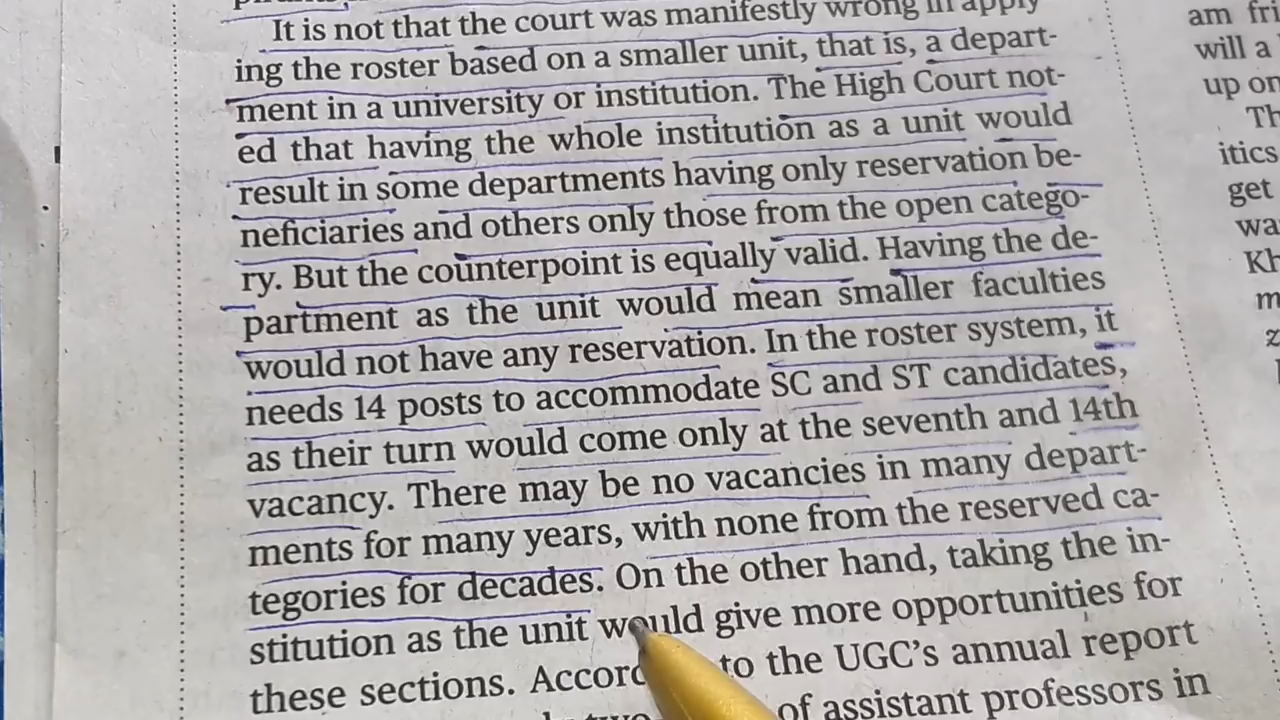 It is not that the court was manifestly wrong in apply
ing the roster based on a smaller unit, that is, a depart-
ment in a university or institution. The High Court not-
ed that having the whole institution as a unit would
result in some departments having only reservation be-
neficiaries and others only those from the open catego-
ry. But the counterpoint is equally valid. Having the de-
partment as the unit would mean smaller faculties
would not have any reservation. In the roster system, it
needs 14 posts to accommodate SC and ST candidates,
as their turn would come only at the seventh and 14th
vacancy. There may be no vacancies in many depart-
ments for many years, with none from the reserved ca-
tegories for decades. On the other hand, taking the in-
stitution as the unit would give more opportunities for
these sections. to the UGC's annual report
of assistant professors in
am
will a
up on
itics
get